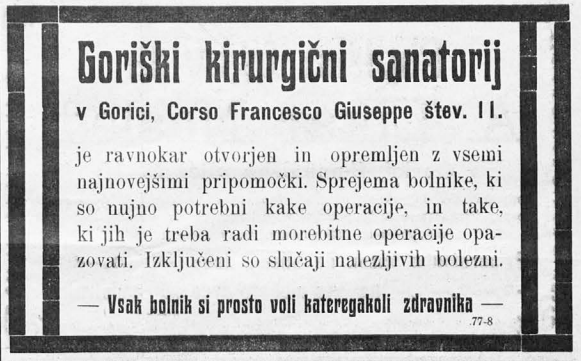 Goriški kirurgični sanatorij
v Gorici, Corso Francesco Giuseppe štev. 11.
je ravnokar otvorjen in opremljen z vsemi
najnovejšimi pripomočki. Sprejema bolnike, ki
so nujno potrebni kake operacije, in take,
ki jih je treba radi morebitne operacije opa-
zovati. Izključeni so slučaji nalezljivih bolezni.
— Vsak bolnik si prosto voli kateregakoli zdravnika —
77-8